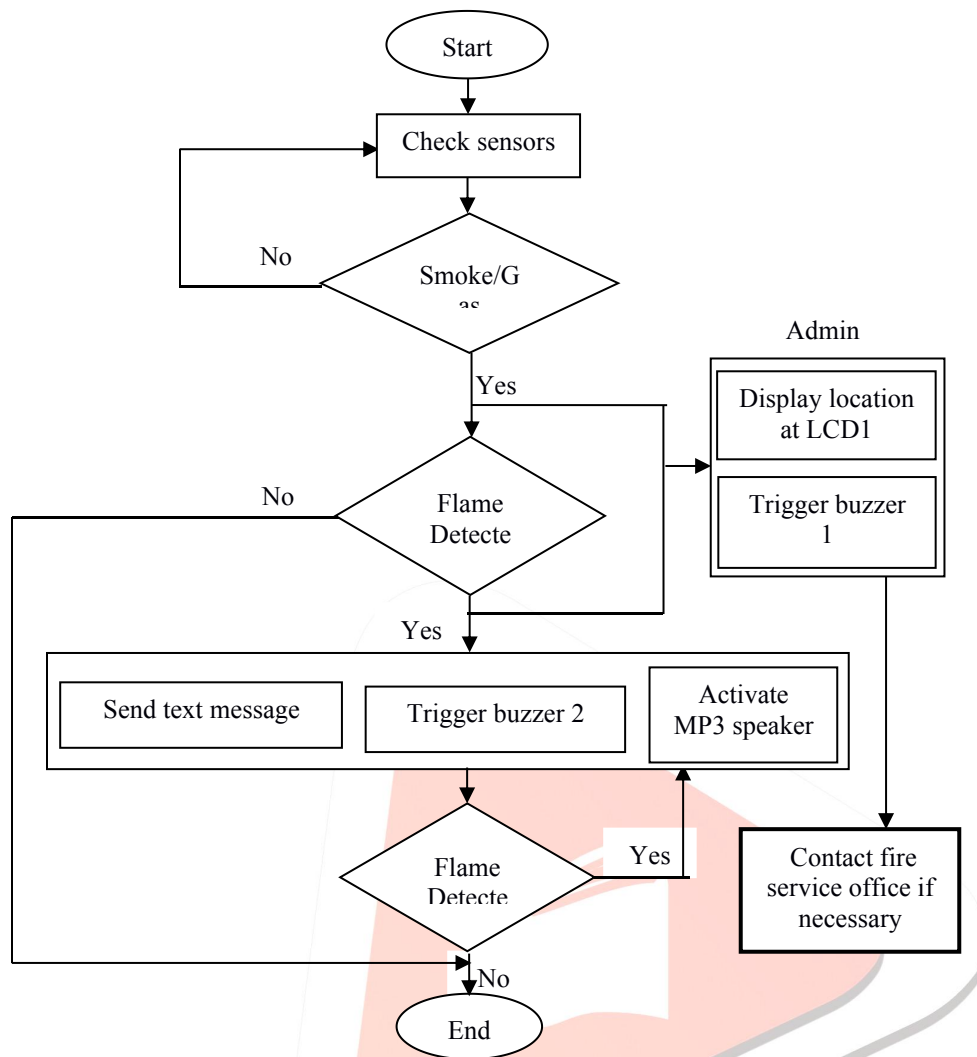 Start
Check sensors
No
Smoke/G
as
Admin
Yes
Display location
at LCD1
No
Flame
Detecte
Trigger buzzer
1
Yes
Send text message
Trigger buzzer 2
Activate
MP3 speaker
Flame
Detecte
Yes
Contact fire
service office if
necessary
No
End